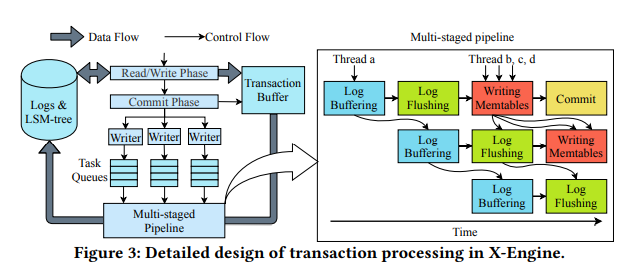 Data Flow
Control Flow
Logs &
LSM-tree
Read/Write Phase
Commit Phase
Transaction
Buffer
Writer
Writer
Writer
Task
Queues
Multi-staged
Pipeline
Multi-staged pipeline
Thread a
Thread b, c, d
Log
Buffering
Log
Flushing
Writing
Memtables
Commit
Log
Buffering
Log
Flushing
Writing
Memtables
Log
Buffering
Log
Flushing
Time
Figure 3: Detailed design of transaction processing in X-Engine.